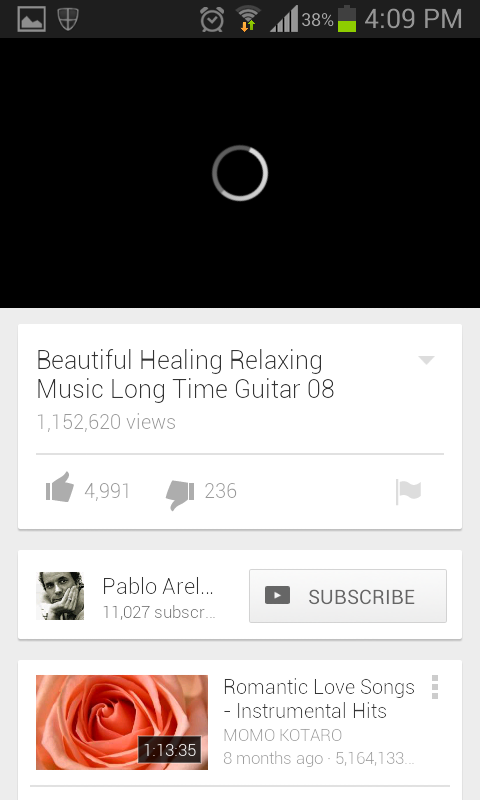 38% 4:09 PM
Beautiful Healing Relaxing
Music Long Time Guitar 08
1,152,620 views
4,991 236
Pablo Arel...
11,027 subscr...
SUBSCRIBE
1:13:35
Romantic Love Songs
- Instrumental Hits
MOMO KOTARO
8 months ago · 5,164,133...